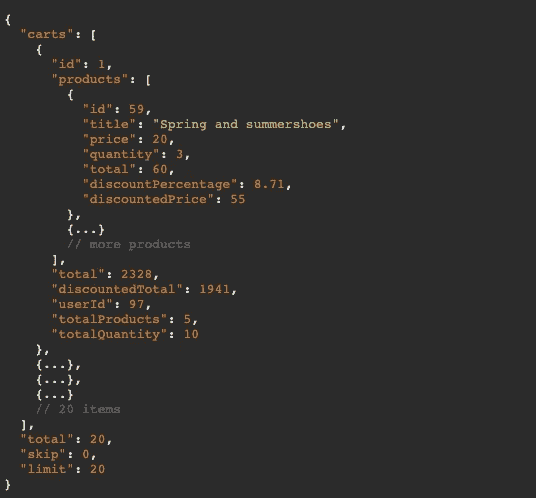 {
  "carts": [
    {
      "id": 1,
      "products": [
        {
          "id": 59,
          "title": "Spring and summershoes",
          "price": 20,
          "quantity": 3,
          "total": 60,
          "discountPercentage": 8.71,
          "discountedPrice": 55
        },
        {...}
        // more products
      ],
      "total": 2328,
      "discountedTotal": 1941,
      "userId": 97,
      "totalProducts": 5,
      "totalQuantity": 10
    },
    {...},
    {...},
    {...}
    // 20 items
  ],
  "total": 20,
  "skip": 0,
  "limit": 20
}